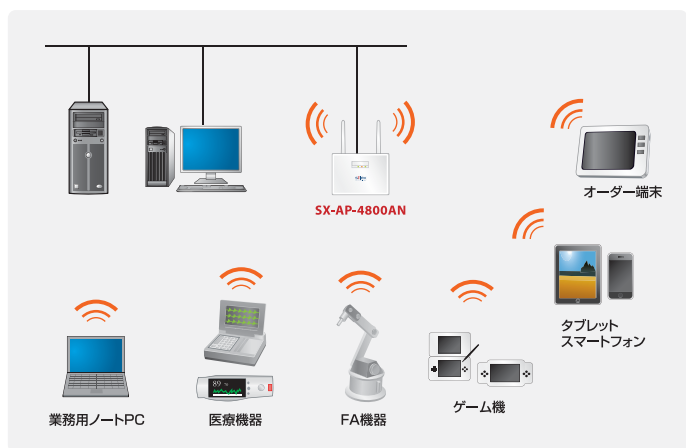 SX-AP-4800AN
オーダー端末
タブレット
スマートフォン
89
業務用ノートPC
医療機器
FA機器
ゲーム機